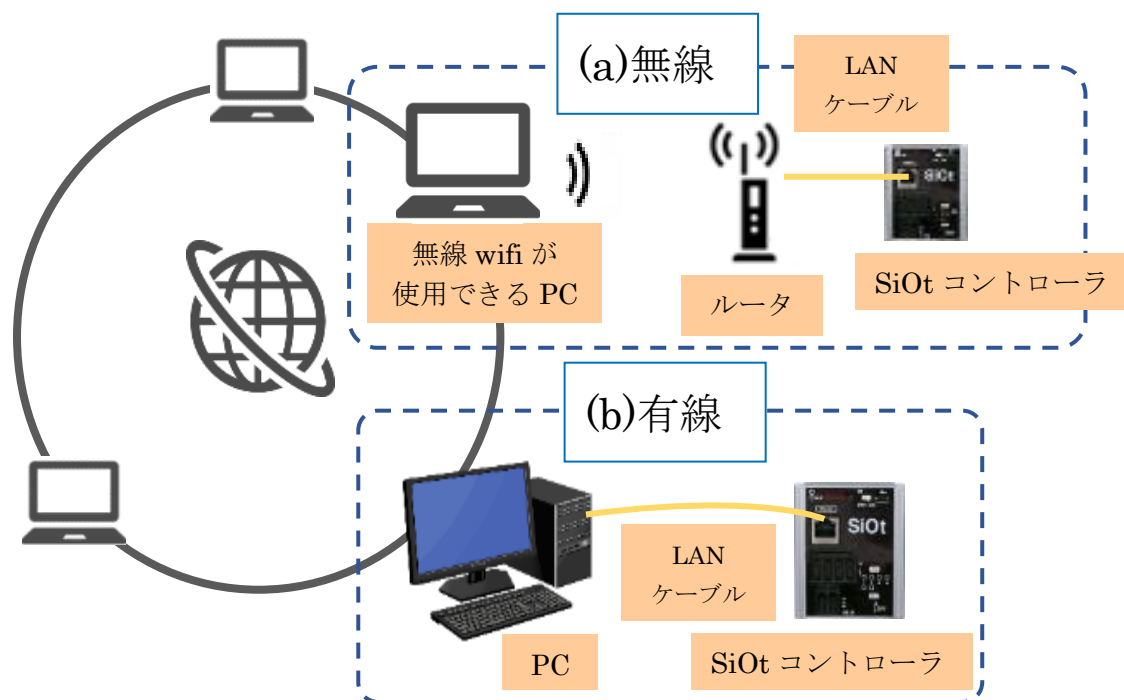 (a)無線
LAN
ケーブル
SiOt
無線 wifi が
使用できる PC
ルータ
SiOt コントローラ
(b)有線
SiOt
LAN
ケーブル
PC
SiOt コントローラ